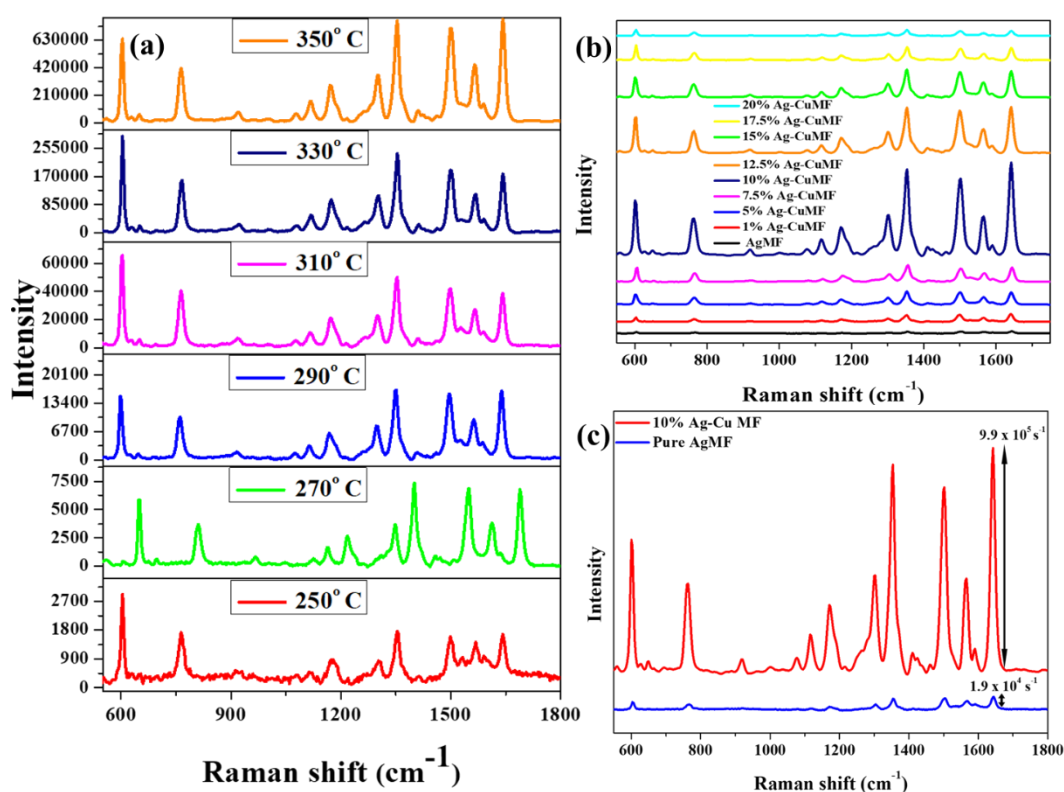 (a)
350° C
630000
420000
210000
0
330° C
255000
170000
85000
0
310° C
60000
40000
20000
0
290° C
20100
13400
6700
0
270° C
7500
5000
2500
0
250° C
2700
1800
900
0
600 900 1200 1500 1800
Intensity
Raman shift (cm-1)
(b)
20% Ag-CuMF
17.5% Ag-CuMF
15% Ag-CuMF
12.5% Ag-CuMF
10% Ag-CuMF
7.5% Ag-CuMF
5% Ag-CuMF
1% Ag-CuMF
AgMF
Intensity
600 800 1000 1200 1400 1600
Raman shift (cm-1)
(c)
10% Ag-Cu MF
Pure AgMF
9.9 x 10⁵ s-1
1.9 x 10⁴ s-1
Intensity
600 800 1000 1200 1400 1600 1800
Raman shift (cm-1)